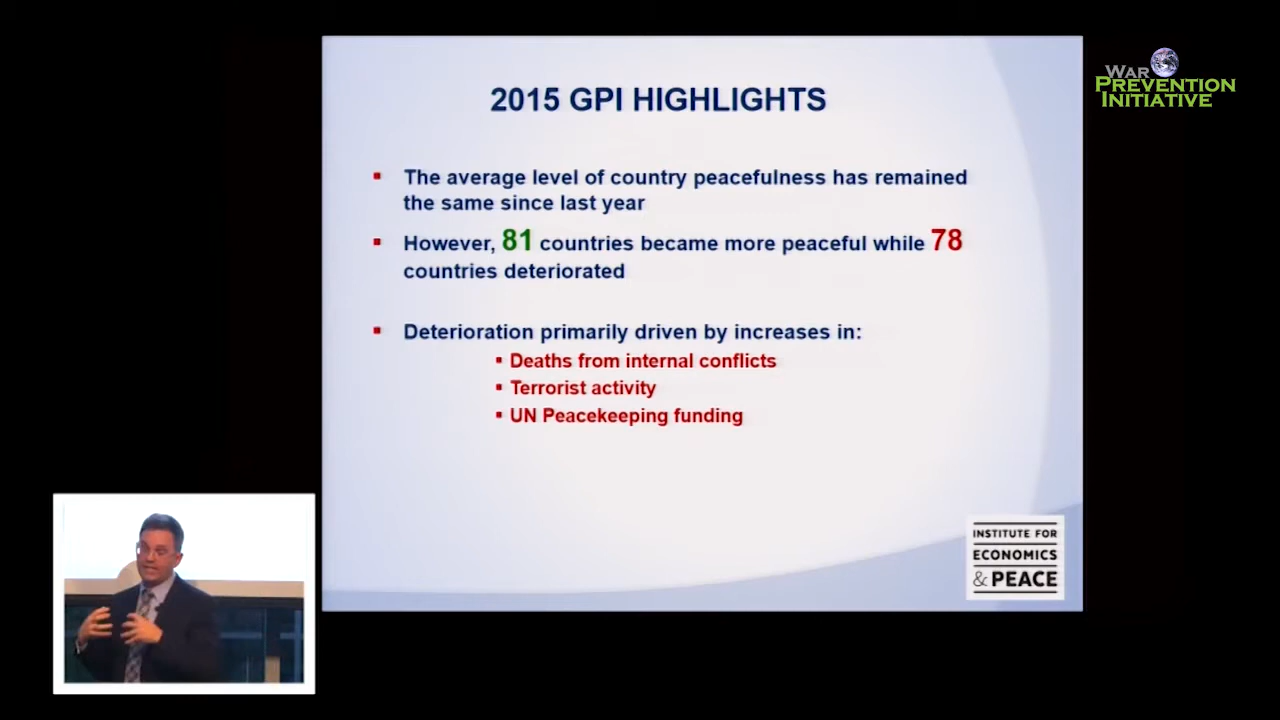 2015 GPI HIGHLIGHTS
WAR
PREVENTION
INITIATIVE
The average level of country peacefulness has remained
the same since last year
However, 81 countries became more peaceful while 78
countries deteriorated
Deterioration primarily driven by increases in:
Deaths from internal conflicts
Terrorist activity
UN Peacekeeping funding
INSTITUTE FOR
ECONOMICS
& PEACE